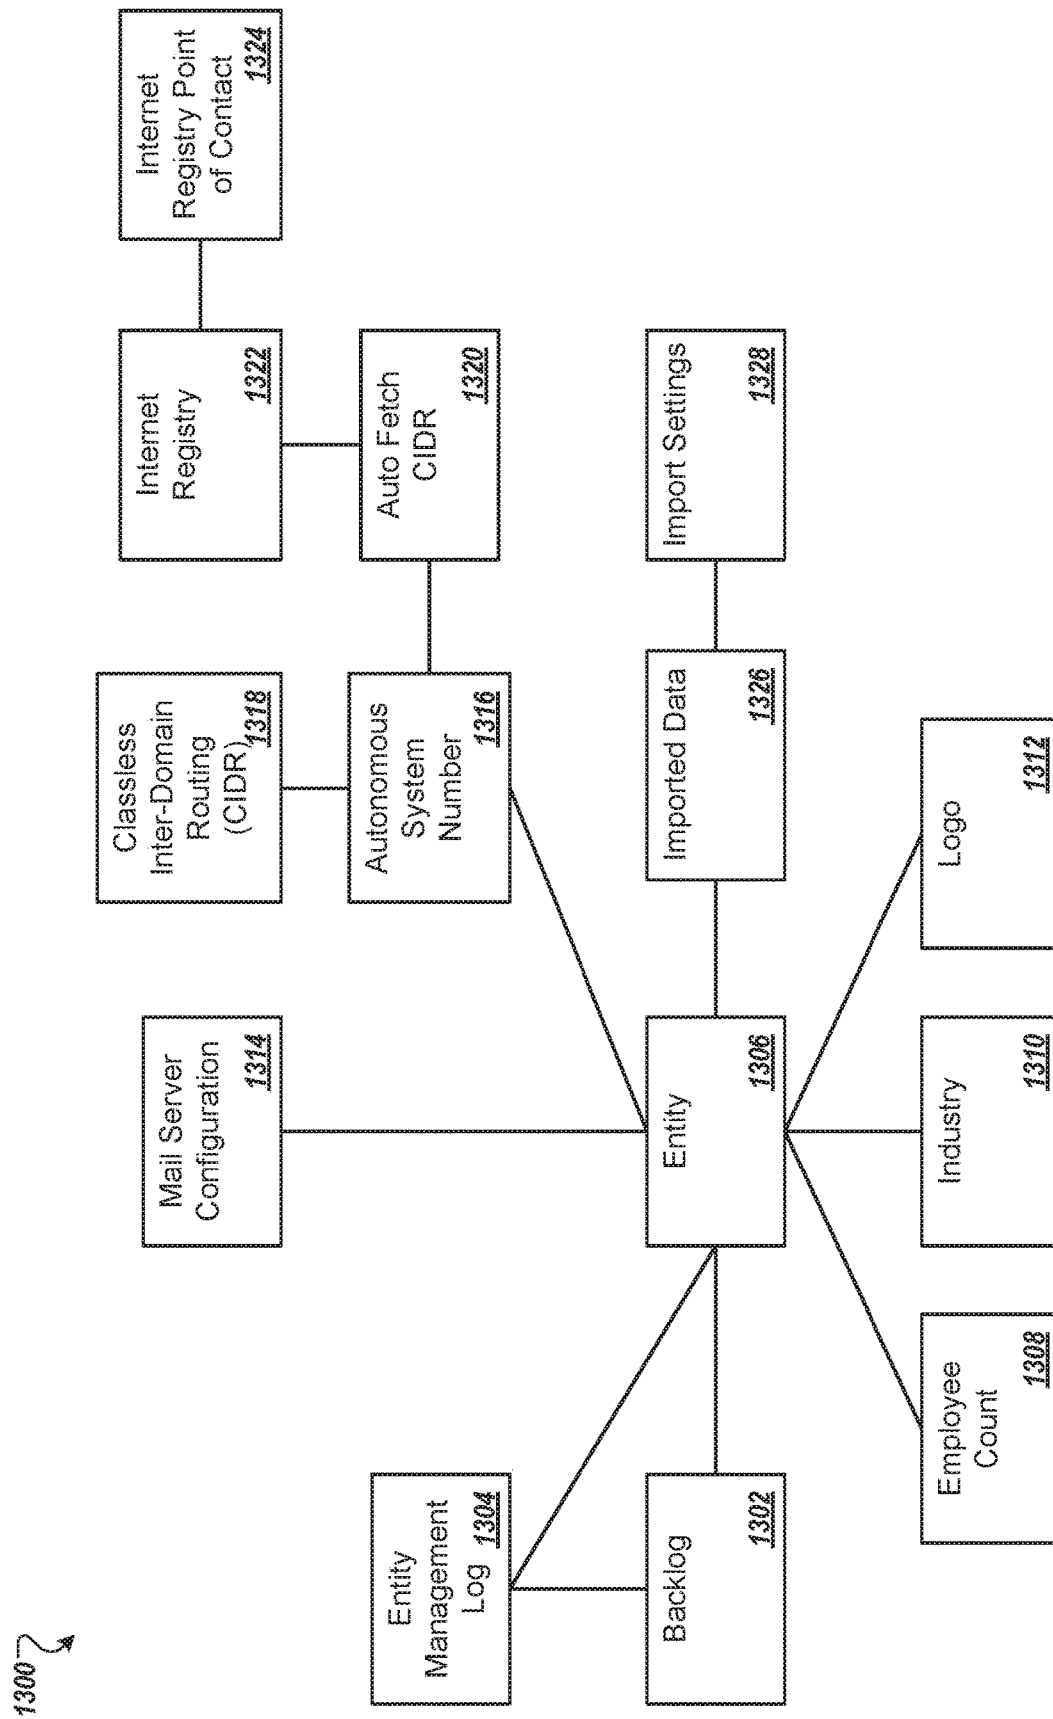 1300
Entity
Management
Log
1304
Backlog
1302
Mail Server
Configuration
1314
Entity
1306
Employee
Count
1308
Industry
1310
Logo
1312
Classless
Inter-Domain
Routing
(CIDR)
1318
Autonomous
System
Number
1316
Internet
Registry
1322
Auto Fetch
CIDR
1320
Internet
Registry Point
of Contact
1324
Imported Data
1326
Import Settings
1328